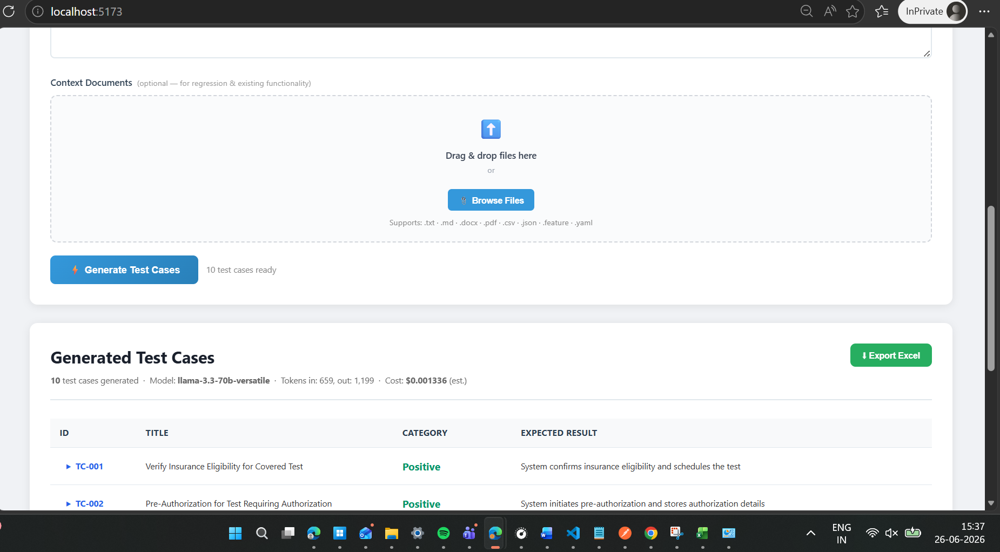 localhost:5173
InPrivate
Context Documents (optional — for regression & existing functionality)
Drag & drop files here
or
Browse Files
Supports: .txt · .md · .docx · .pdf · .csv · .json · .feature · .yaml
Generate Test Cases 10 test cases ready
Generated Test Cases
Export Excel
10 test cases generated · Model: llama-3.3-70b-versatile · Tokens in: 659, out: 1,199 · Cost: $0.001336 (est.)
ID TITLE CATEGORY EXPECTED RESULT
TC-001 Verify Insurance Eligibility for Covered Test Positive System confirms insurance eligibility and schedules the test
TC-002 Pre-Authorization for Test Requiring Authorization Positive System initiates pre-authorization and stores authorization details
ENG
IN
15:37
26-06-2026